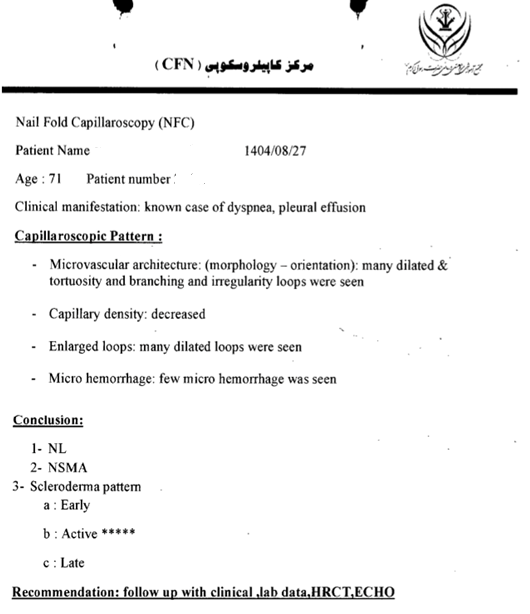 مرکز کاپیلروسکوپی (CFN)
Nail Fold Capillaroscopy (NFC)
Patient Name 1404/08/27
Age : 71 Patient number :
Clinical manifestation: known case of dyspnea, pleural effusion
Capillaroscopic Pattern :
- Microvascular architecture: (morphology – orientation): many dilated &
tortuosity and branching and irregularity loops were seen
- Capillary density: decreased
- Enlarged loops: many dilated loops were seen
- Micro hemorrhage: few micro hemorrhage was seen
Conclusion:
1- NL
2- NSMA
3- Scleroderma pattern
a : Early
b : Active *****
c : Late
Recommendation: follow up with clinical ,lab data,HRCT,ECHO